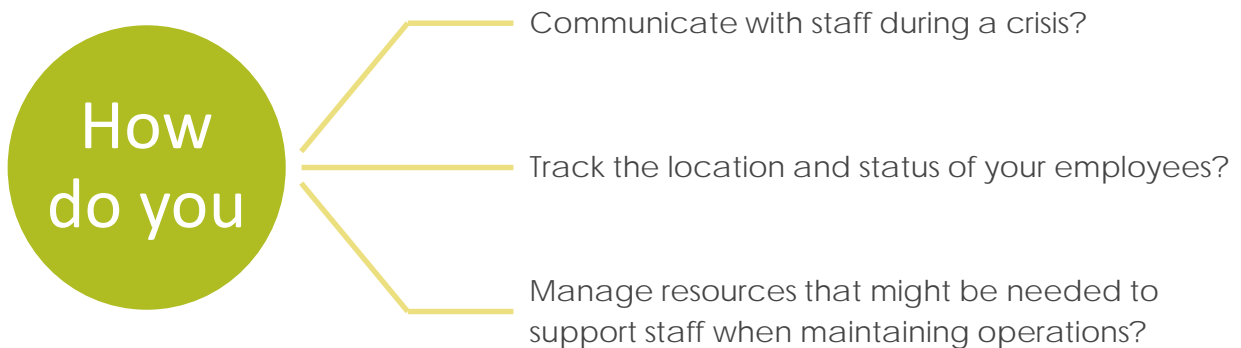 How
do you
Communicate with staff during a crisis?
Track the location and status of your employees?
Manage resources that might be needed to
support staff when maintaining operations?